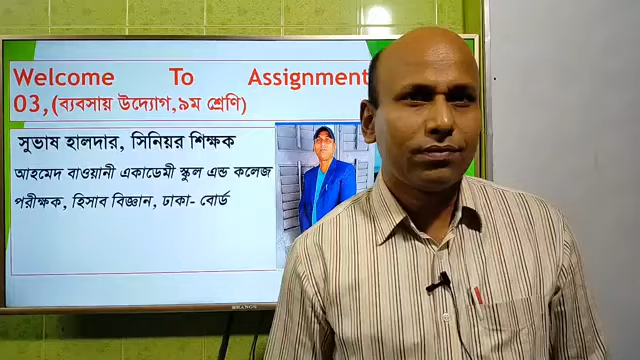 Welcome To Assignment
03,(ব্যবসায় উদ্যোগ,৯ম শ্রেণি)
সুভাষ হালদার, সিনিয়র শিক্ষক
আহমেদ বাওয়ানী একাডেমী স্কুল এন্ড কলেজ
পরীক্ষক, হিসাব বিজ্ঞান, ঢাকা- বোর্ড